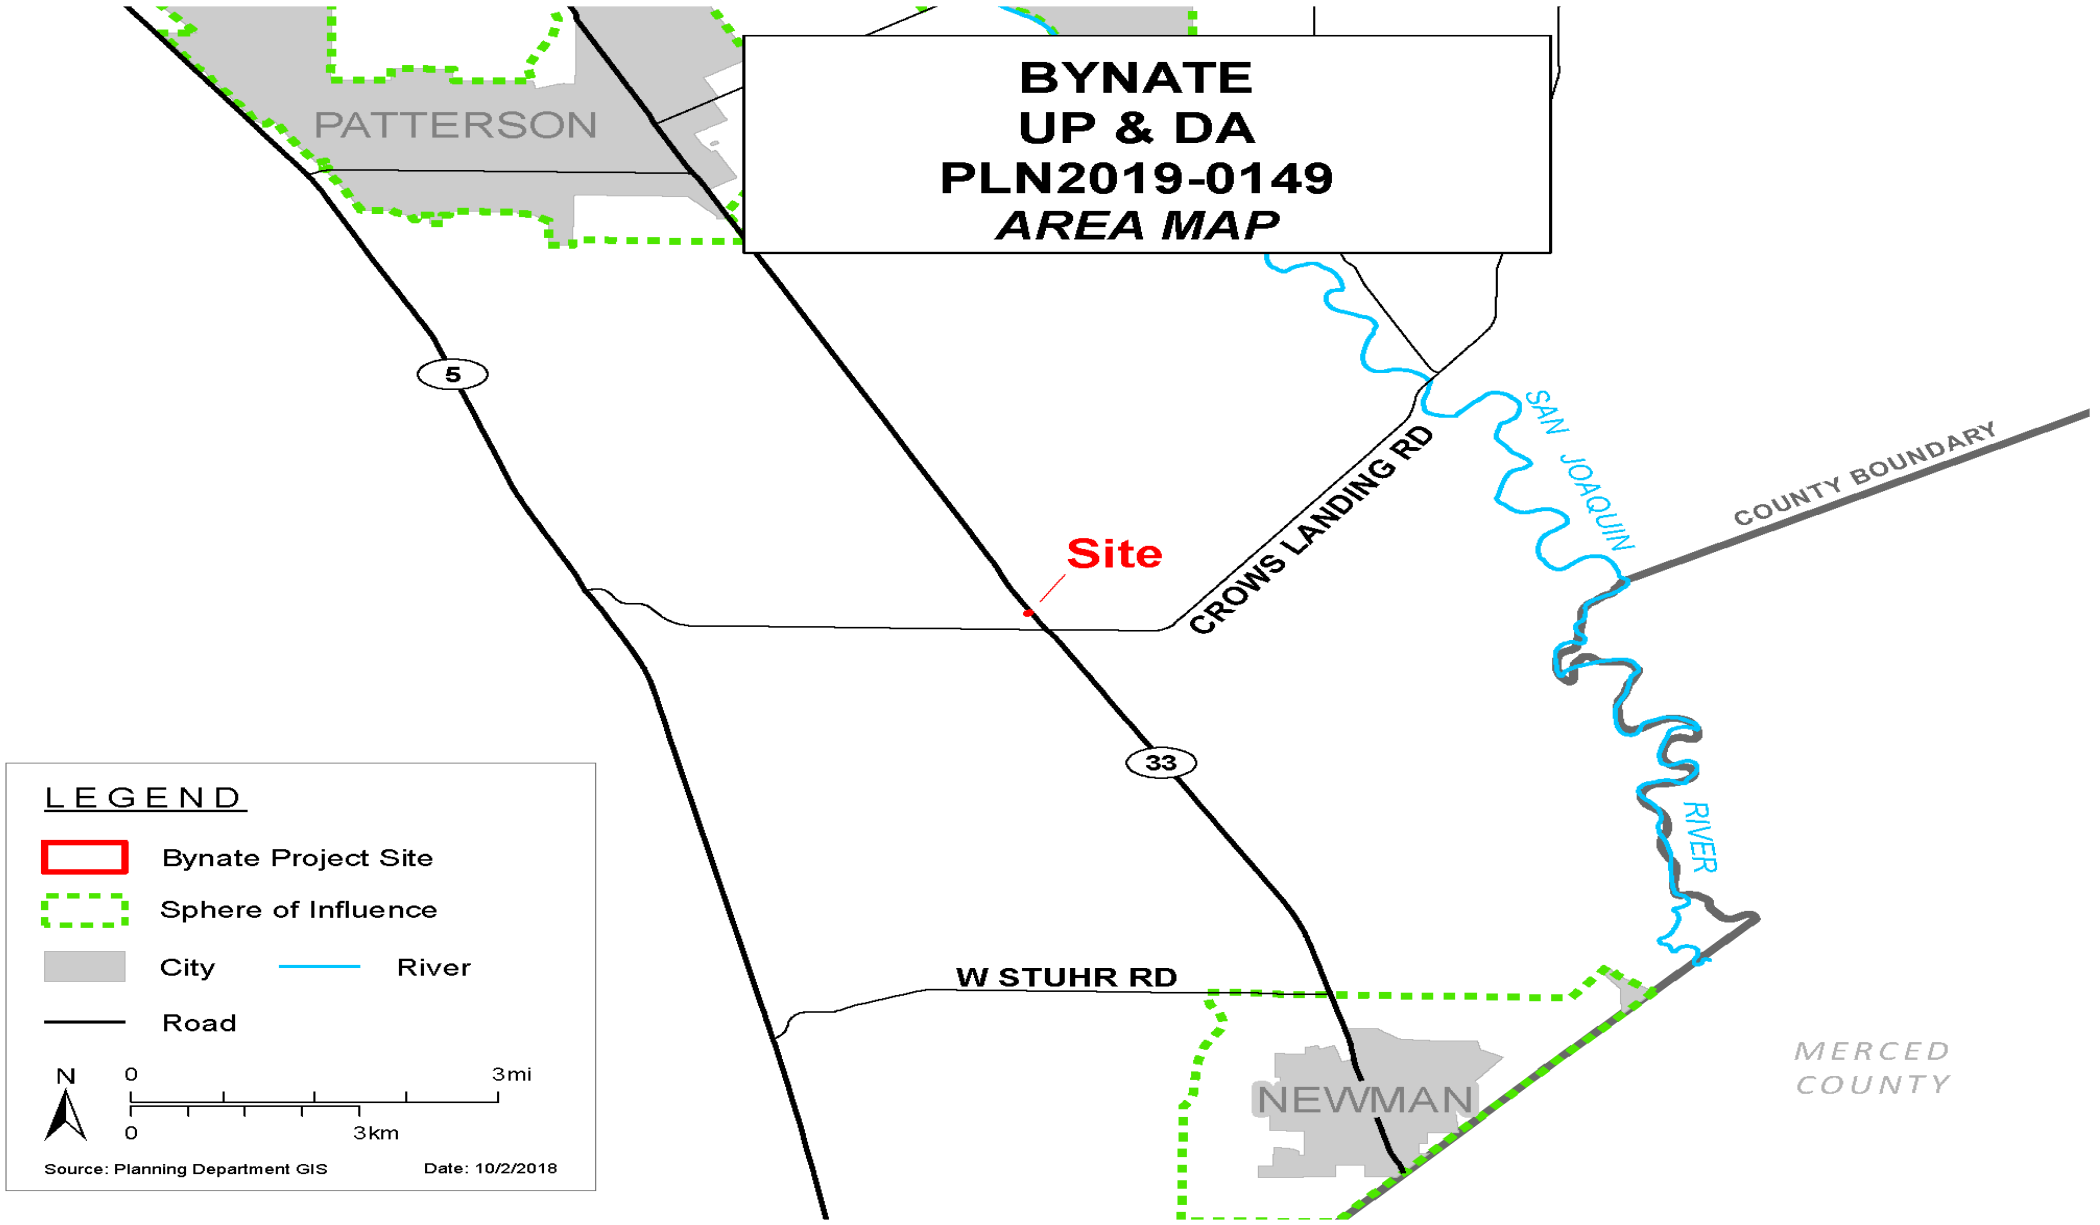 BYNATE
UP & DA
PLN2019-0149
AREA MAP
PATTERSON
5
SAN JOAQUIN
COUNTY BOUNDARY
CROWS LANDING RD
Site
33
RIVER
W STUHR RD
NEWMAN
MERCED
COUNTY
LEGEND
Bynate Project Site
Sphere of Influence
City River
Road
N 0 3mi
0 3km
Source: Planning Department GIS Date: 10/2/2018